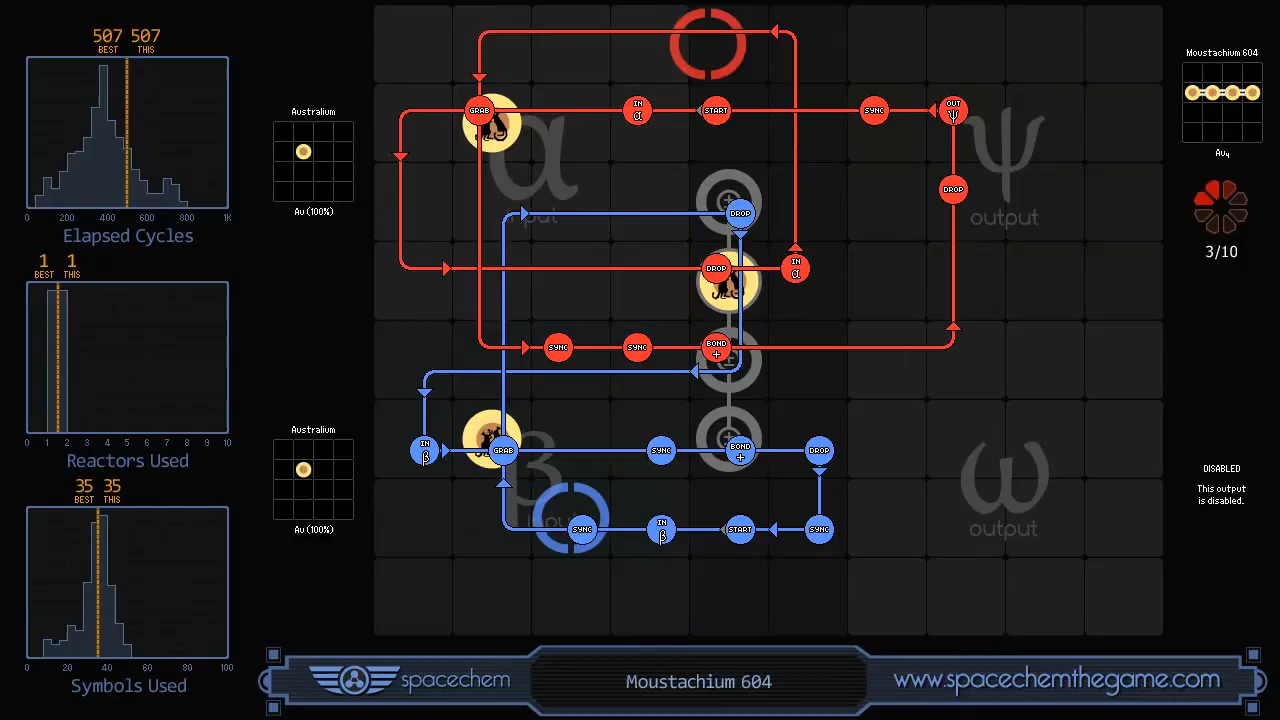 507 507
BEST THIS
0 200 400 600 800 1K
Elapsed Cycles
1 1
BEST THIS
0 1 2 3 4 5 6 7 8 9 10
Reactors Used
35 35
BEST THIS
0 20 40 60 80 100
Symbols Used
Australium
Au (100%)
Australium
Au (100%)
GRAB
IN
α
START
SYNC
OUT
ψ
α
input
ψ
output
DROP
DROP
DROP
IN
α
SYNC
SYNC
BOND
+
IN
β
GRAB
SYNC
BOND
+
DROP
β
input
ω
output
SYNC
IN
β
START
SYNC
Moustachium 604
Au₄
3/10
DISABLED
This output
is disabled.
spacechem
Moustachium 604
www.spacechemthegame.com